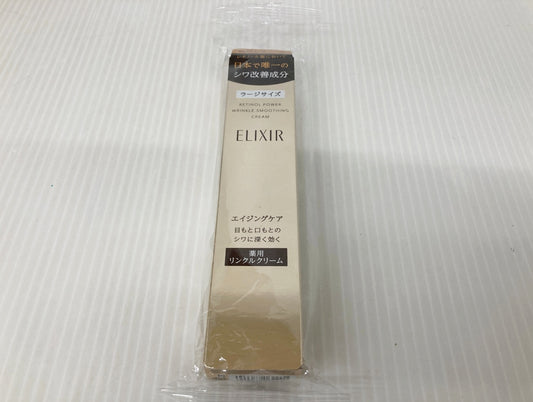 日本で唯一の
シワ改善成分
ラージサイズ
RETINOL POWER
WRINKLE SMOOTHING
CREAM
ELIXIR
エイジングケア
目もと口もとの
シワに深く効く
薬用
リンクルクリーム